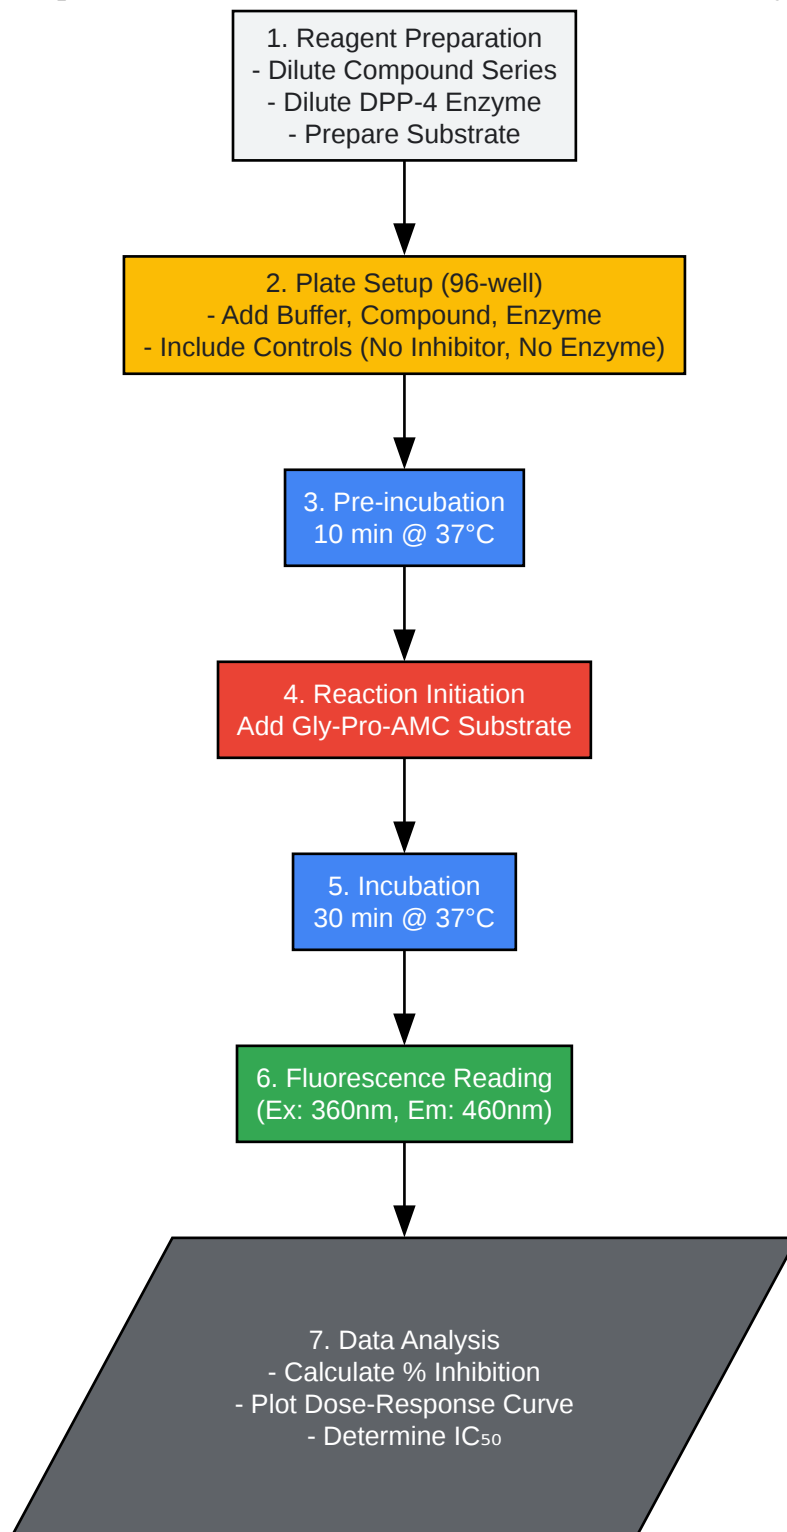 1. Reagent Preparation
- Dilute Compound Series
- Dilute DPP-4 Enzyme
- Prepare Substrate
2. Plate Setup (96-well)
- Add Buffer, Compound, Enzyme
- Include Controls (No Inhibitor, No Enzyme)
3. Pre-incubation
10 min @ 37°C
4. Reaction Initiation
Add Gly-Pro-AMC Substrate
5. Incubation
30 min @ 37°C
6. Fluorescence Reading
(Ex: 360nm, Em: 460nm)
7. Data Analysis
- Calculate % Inhibition
- Plot Dose-Response Curve
- Determine IC₅₀